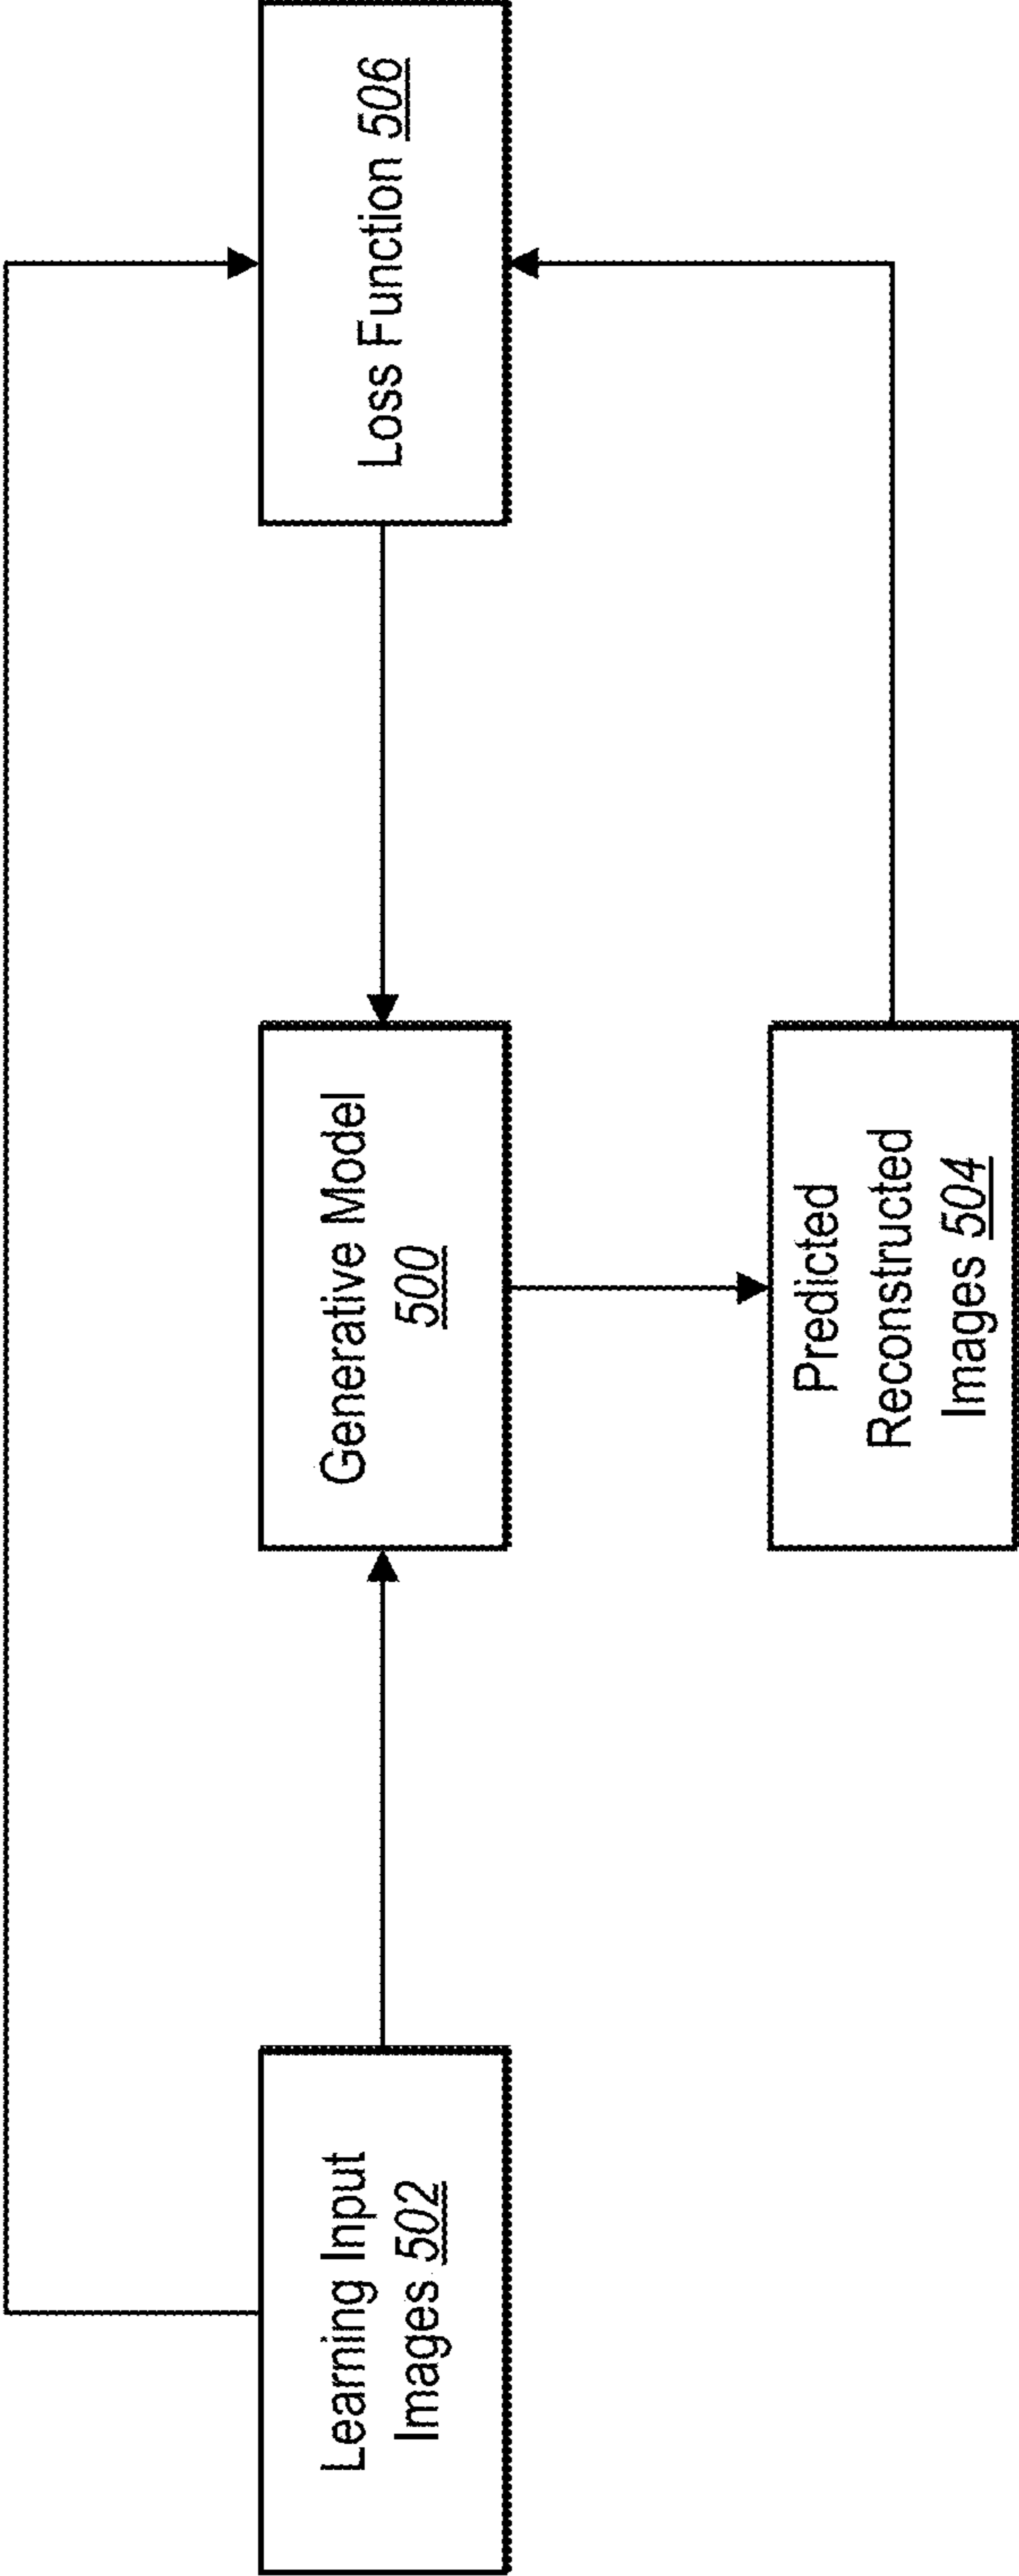 Learning Input
Images 502
Generative Model
500
Loss Function 506
Predicted
Reconstructed
Images 504